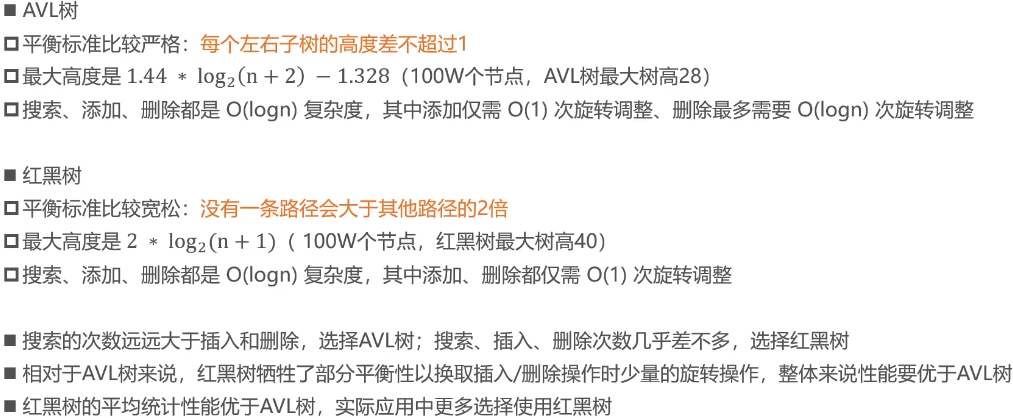 ■ AVL树
□ 平衡标准比较严格：每个左右子树的高度差不超过1
□ 最大高度是 1.44 * log₂(n + 2) − 1.328（100W个节点，AVL树最大树高28）
□ 搜索、添加、删除都是 O(logn) 复杂度，其中添加仅需 O(1) 次旋转调整、删除最多需要 O(logn) 次旋转调整
■ 红黑树
□ 平衡标准比较宽松：没有一条路径会大于其他路径的2倍
□ 最大高度是 2 * log₂(n + 1)（ 100W个节点，红黑树最大树高40）
□ 搜索、添加、删除都是 O(logn) 复杂度，其中添加、删除都仅需 O(1) 次旋转调整
■ 搜索的次数远远大于插入和删除，选择AVL树；搜索、插入、删除次数几乎差不多，选择红黑树
■ 相对于AVL树来说，红黑树牺牲了部分平衡性以换取插入/删除操作时少量的旋转操作，整体来说性能要优于AVL树
■ 红黑树的平均统计性能优于AVL树，实际应用中更多选择使用红黑树